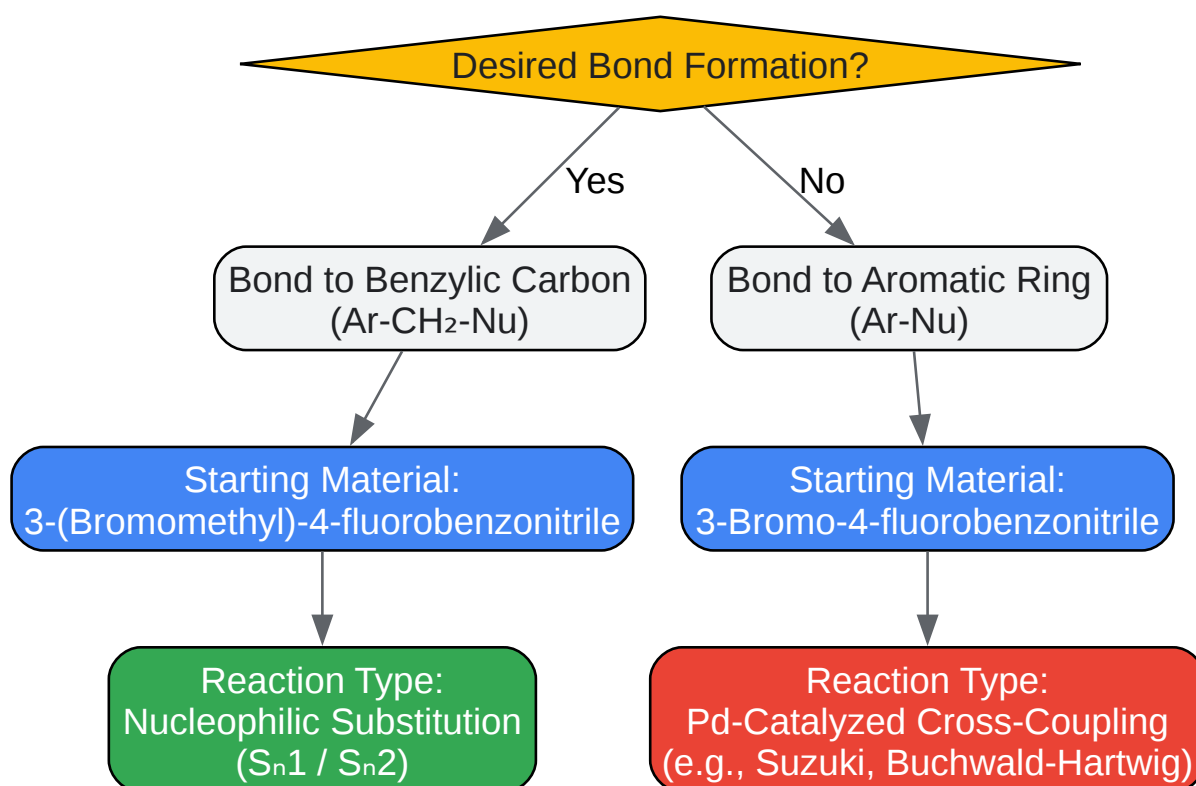 Desired Bond Formation?
Yes
No
Bond to Benzylic Carbon
(Ar-CH₂-Nu)
Bond to Aromatic Ring
(Ar-Nu)
Starting Material:
3-(Bromomethyl)-4-fluorobenzonitrile
Starting Material:
3-Bromo-4-fluorobenzonitrile
Reaction Type:
Nucleophilic Substitution
(Sₙ1 / Sₙ2)
Reaction Type:
Pd-Catalyzed Cross-Coupling
(e.g., Suzuki, Buchwald-Hartwig)